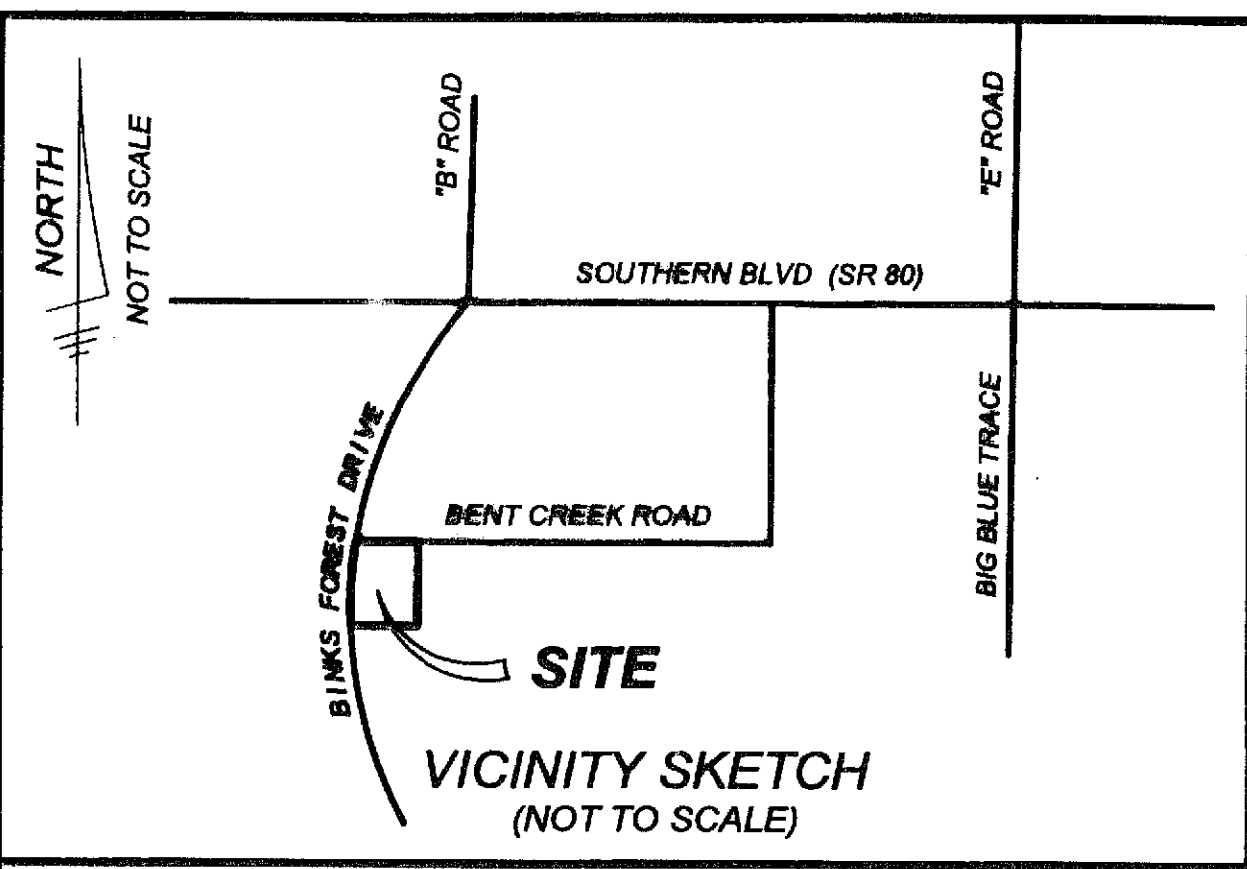 NORTH
NOT TO SCALE
"B" ROAD
"E" ROAD
SOUTHERN BLVD (SR 80)
BINKS FOREST DRIVE
BENT CREEK ROAD
BIG BLUE TRACE
SITE
VICINITY SKETCH
(NOT TO SCALE)